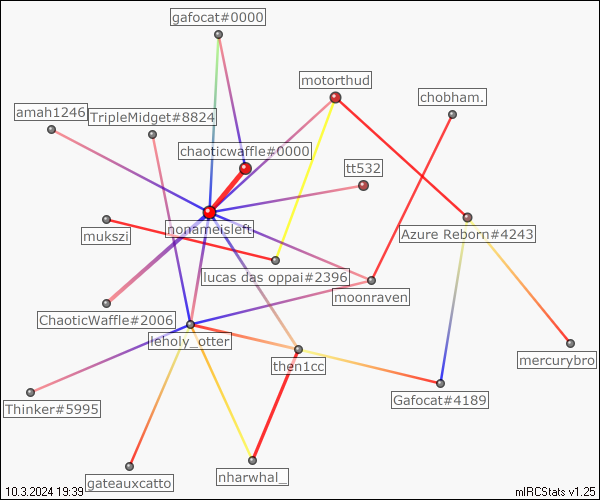 gafocat#0000
motorthud
chobham.
amah1246
TripleMidget#8824
chaoticwaffle#0000
tt532
nonameisleft
mukszi
Azure Reborn#4243
lucas das oppai#2396
moonraven
ChaoticWaffle#2006
leholy_otter
mercurybro
then1cc
Thinker#5995
Gafocat#4189
gateauxcatto
nharwhal_
10.3.2024 19:39
mIRCStats v1.25